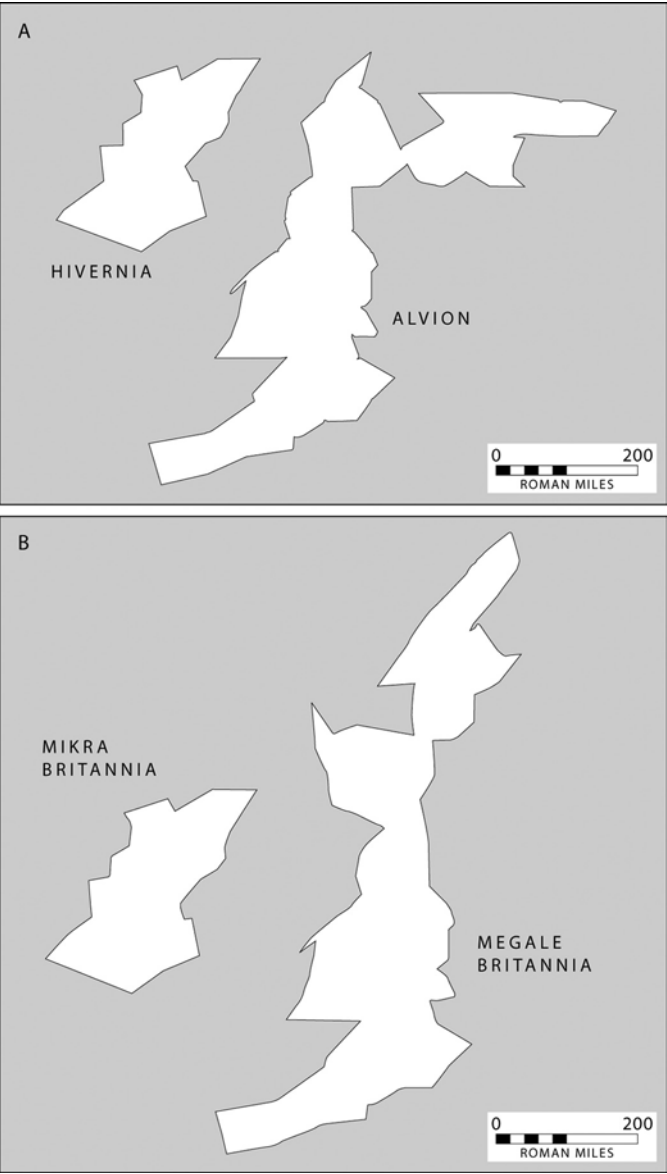 A
HIVERNIA
ALVION
0 200
ROMAN MILES
B
MIKRA
BRITANNIA
MEGALE
BRITANNIA
0 200
ROMAN MILES